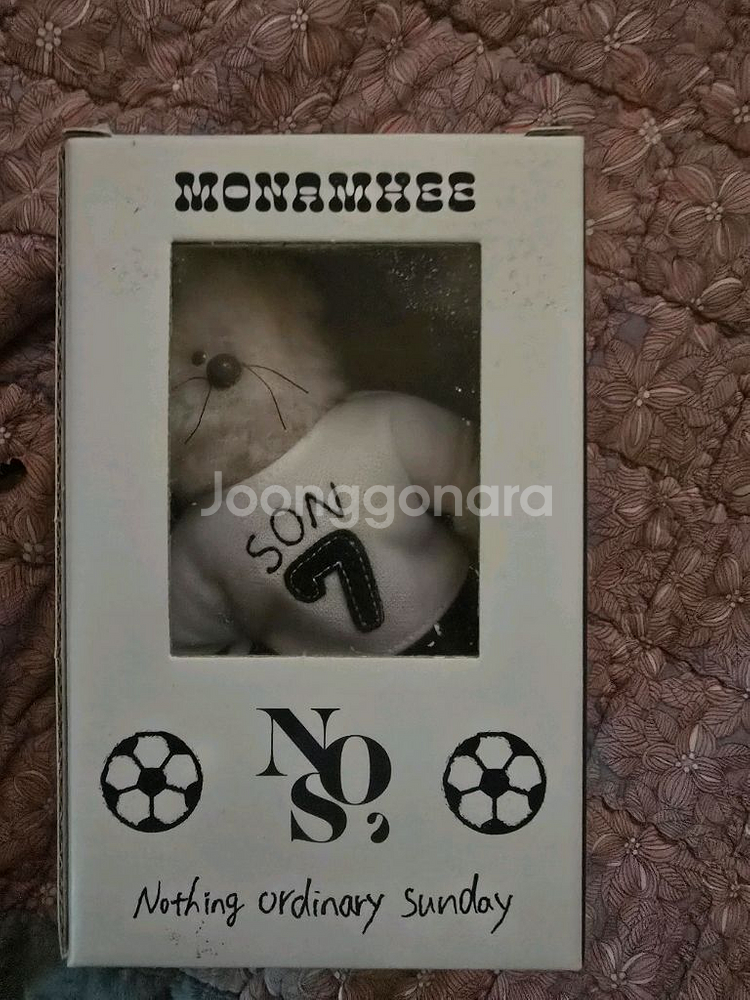 MONAMHEE
Joonggonara
SON
7
NOS,
Nothing ordinary sunday